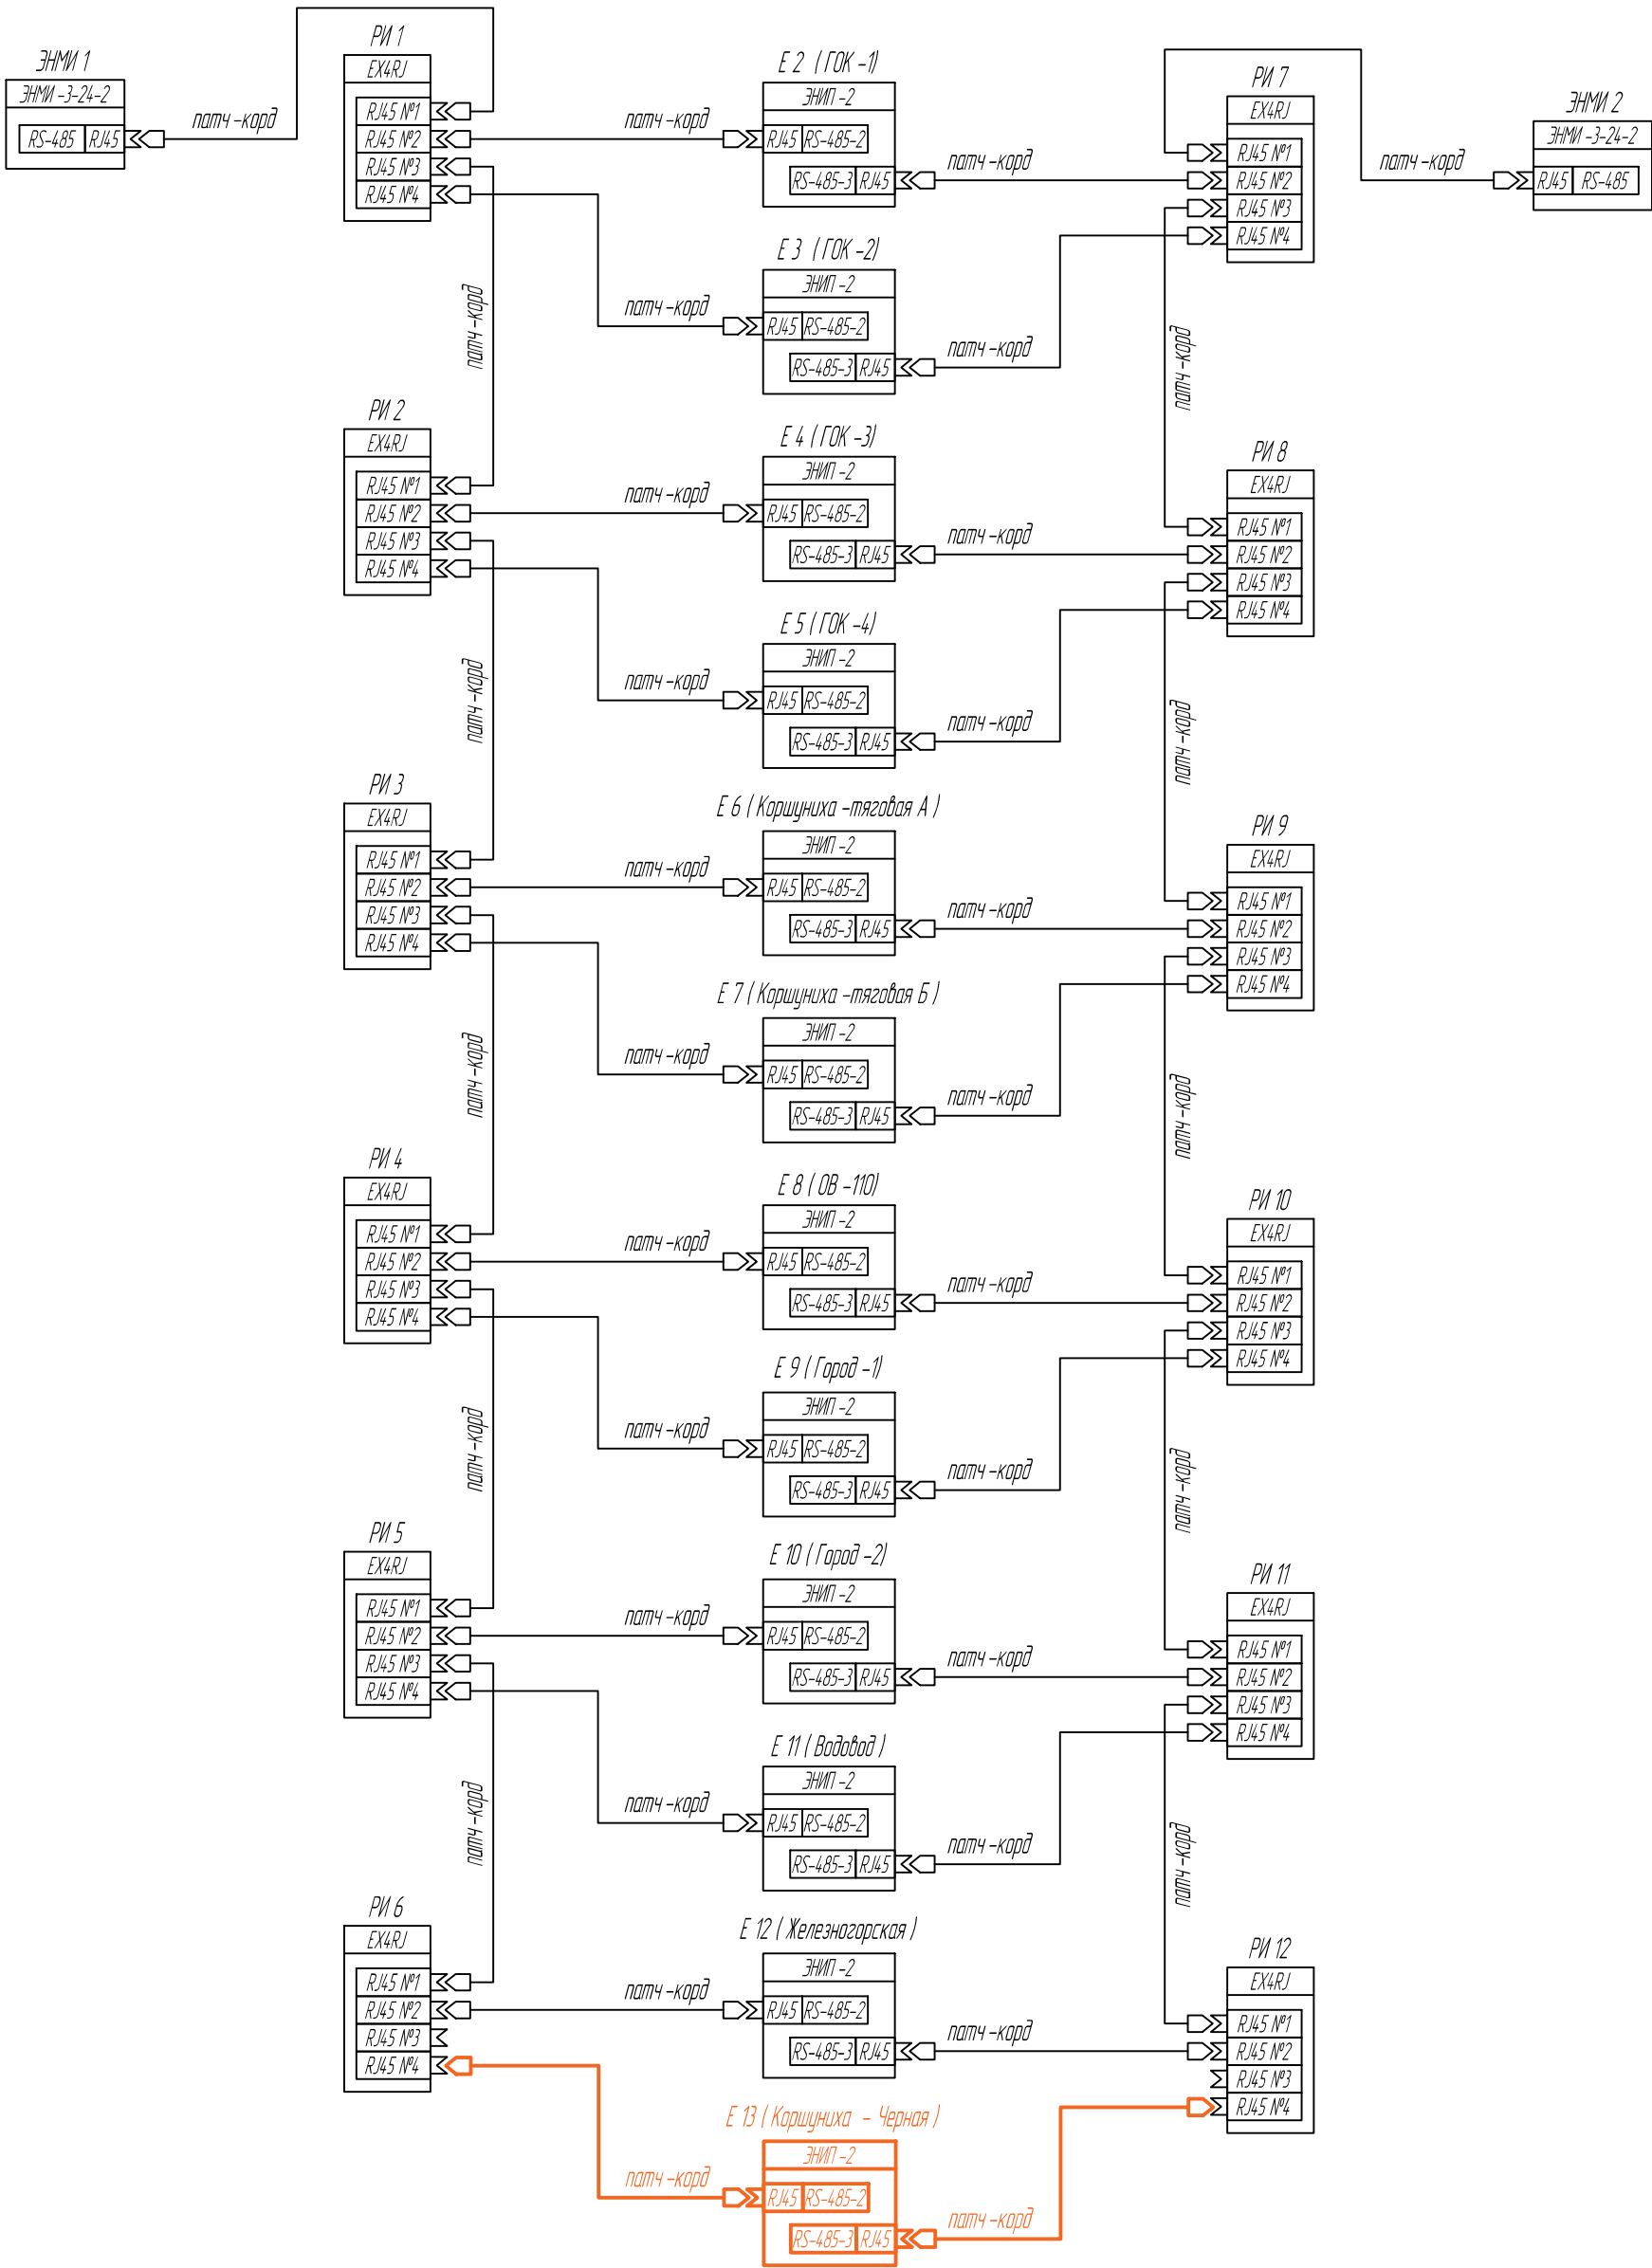 ЭНМИ 1
ЭНМИ-3-24-2
RS-485 RJ45
патч-корд
РИ 1
EX4RJ
RJ45 №1
RJ45 №2
RJ45 №3
RJ45 №4
патч-корд
РИ 2
EX4RJ
RJ45 №1
RJ45 №2
RJ45 №3
RJ45 №4
патч-корд
РИ 3
EX4RJ
RJ45 №1
RJ45 №2
RJ45 №3
RJ45 №4
патч-корд
РИ 4
EX4RJ
RJ45 №1
RJ45 №2
RJ45 №3
RJ45 №4
патч-корд
РИ 5
EX4RJ
RJ45 №1
RJ45 №2
RJ45 №3
RJ45 №4
патч-корд
РИ 6
EX4RJ
RJ45 №1
RJ45 №2
RJ45 №3
RJ45 №4
Е 2 (ГОК-1)
ЭНИП-2
патч-корд
RJ45 RS-485-2
RS-485-3 RJ45
патч-корд
Е 3 (ГОК-2)
ЭНИП-2
патч-корд
RJ45 RS-485-2
RS-485-3 RJ45
патч-корд
Е 4 (ГОК-3)
ЭНИП-2
патч-корд
RJ45 RS-485-2
RS-485-3 RJ45
патч-корд
Е 5 (ГОК-4)
ЭНИП-2
патч-корд
RJ45 RS-485-2
RS-485-3 RJ45
патч-корд
Е 6 (Коршуниха-тяговая А)
ЭНИП-2
патч-корд
RJ45 RS-485-2
RS-485-3 RJ45
патч-корд
Е 7 (Коршуниха-тяговая Б)
ЭНИП-2
патч-корд
RJ45 RS-485-2
RS-485-3 RJ45
патч-корд
Е 8 (ОВ-110)
ЭНИП-2
патч-корд
RJ45 RS-485-2
RS-485-3 RJ45
патч-корд
Е 9 (Город-1)
ЭНИП-2
патч-корд
RJ45 RS-485-2
RS-485-3 RJ45
патч-корд
Е 10 (Город-2)
ЭНИП-2
патч-корд
RJ45 RS-485-2
RS-485-3 RJ45
патч-корд
Е 11 (Водовод)
ЭНИП-2
патч-корд
RJ45 RS-485-2
RS-485-3 RJ45
патч-корд
Е 12 (Железногорская)
ЭНИП-2
патч-корд
RJ45 RS-485-2
RS-485-3 RJ45
патч-корд
Е 13 (Коршуниха - Черная)
ЭНИП-2
патч-корд
RJ45 RS-485-2
RS-485-3 RJ45
патч-корд
РИ 7
EX4RJ
RJ45 №1
RJ45 №2
RJ45 №3
RJ45 №4
патч-корд
РИ 8
EX4RJ
RJ45 №1
RJ45 №2
RJ45 №3
RJ45 №4
патч-корд
РИ 9
EX4RJ
RJ45 №1
RJ45 №2
RJ45 №3
RJ45 №4
патч-корд
РИ 10
EX4RJ
RJ45 №1
RJ45 №2
RJ45 №3
RJ45 №4
патч-корд
РИ 11
EX4RJ
RJ45 №1
RJ45 №2
RJ45 №3
RJ45 №4
патч-корд
РИ 12
EX4RJ
RJ45 №1
RJ45 №2
RJ45 №3
RJ45 №4
ЭНМИ 2
ЭНМИ-3-24-2
патч-корд
RJ45 RS-485